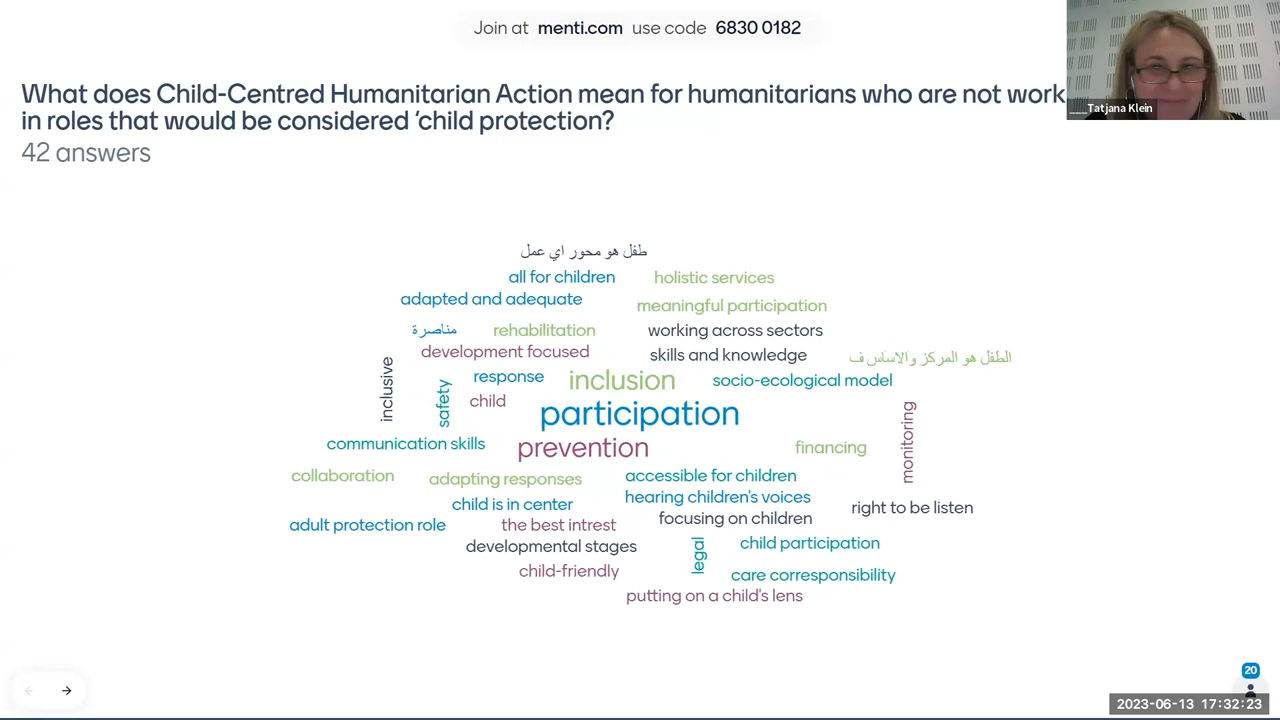 Join at menti.com use code 6830 0182
What does Child-Centred Humanitarian Action mean for humanitarians who are not work
in roles that would be considered ‘child protection?
42 answers
___Tatjana Klein
طفل هو محور اي عمل
all for children
holistic services
adapted and adequate
meaningful participation
مناصرة
rehabilitation
working across sectors
development focused
skills and knowledge
الطفل هو المركز والاساس ف
inclusive
safety
response
inclusion
socio-ecological model
child
participation
monitoring
communication skills
prevention
financing
collaboration
adapting responses
accessible for children
child is in center
hearing children's voices
right to be listen
adult protection role
the best intrest
focusing on children
developmental stages
legal
child participation
child-friendly
care corresponsibility
putting on a child's lens
20
2023-06-13 17:32:23